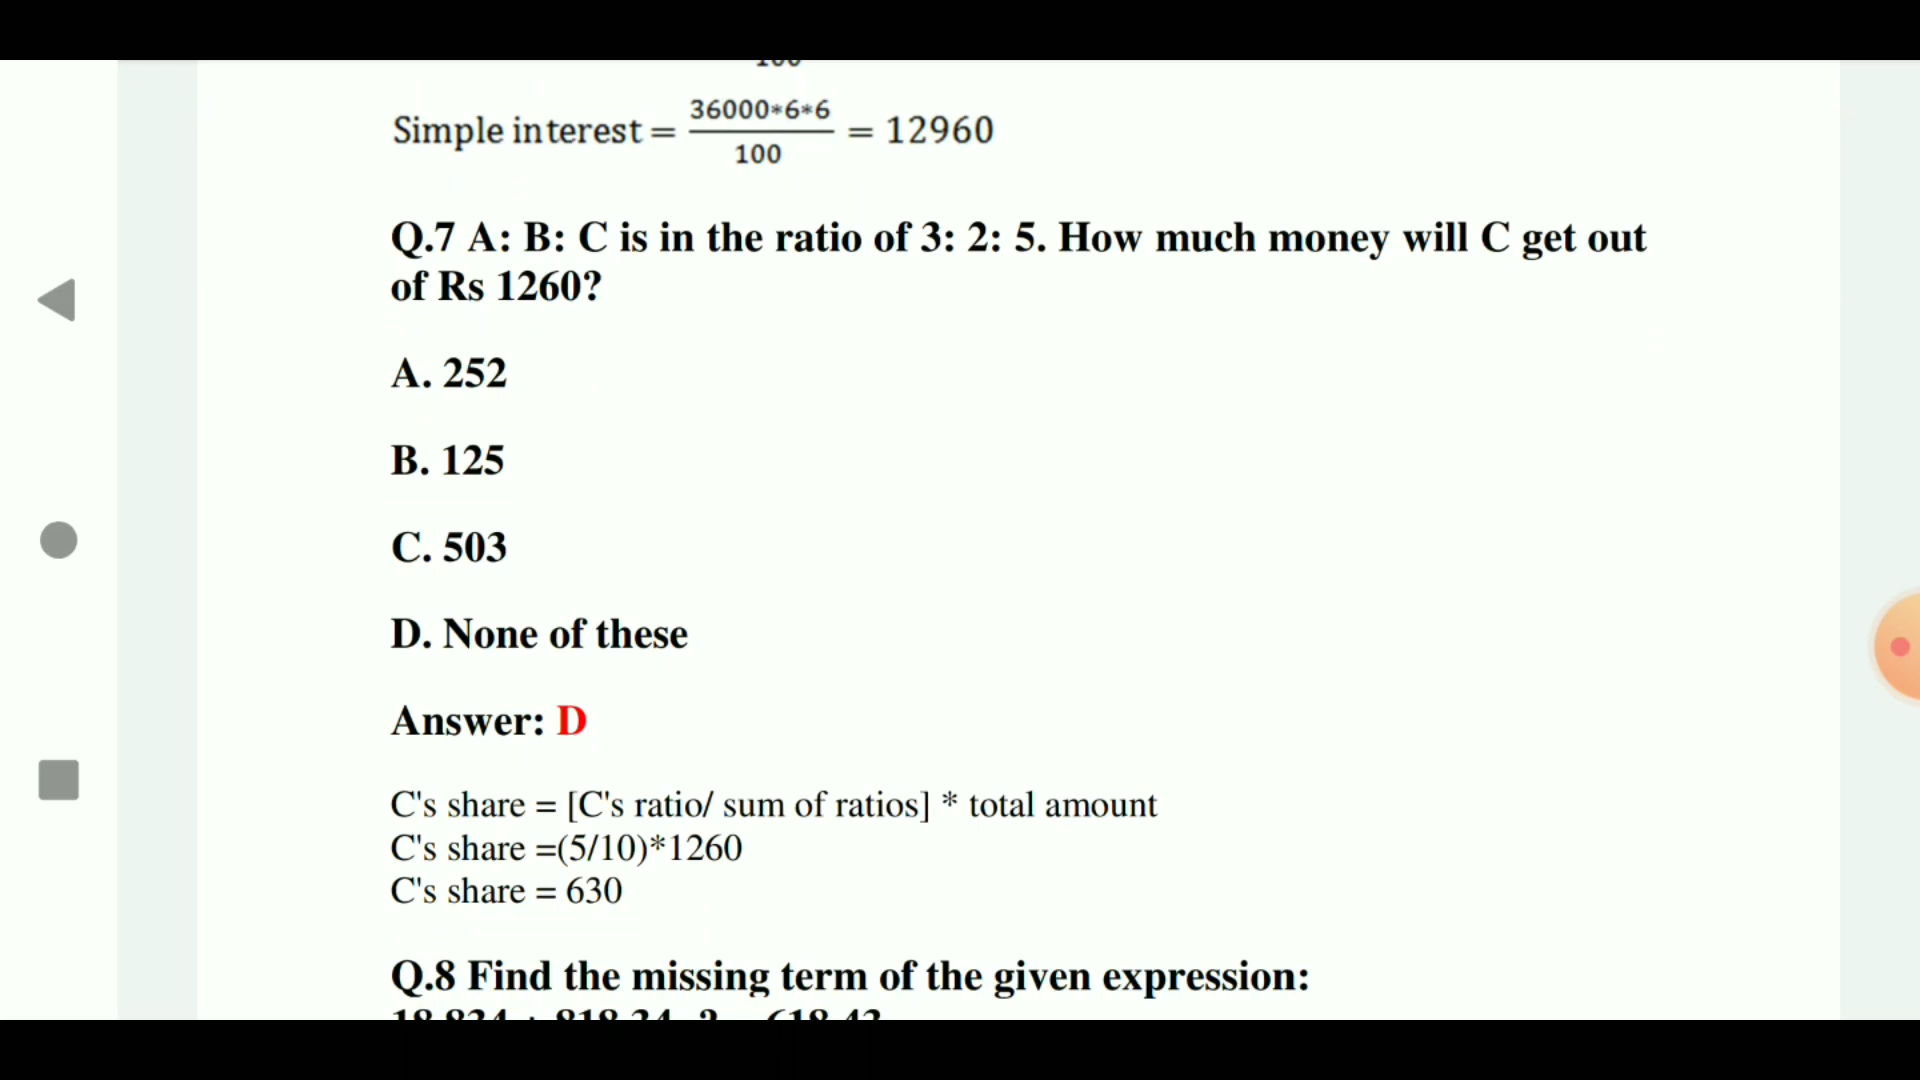 Simple interest = 36000*6*6 / 100 = 12960
Q.7 A: B: C is in the ratio of 3: 2: 5. How much money will C get out
of Rs 1260?
A. 252
B. 125
C. 503
D. None of these
Answer: D
C's share = [C's ratio/ sum of ratios] * total amount
C's share =(5/10)*1260
C's share = 630
Q.8 Find the missing term of the given expression: